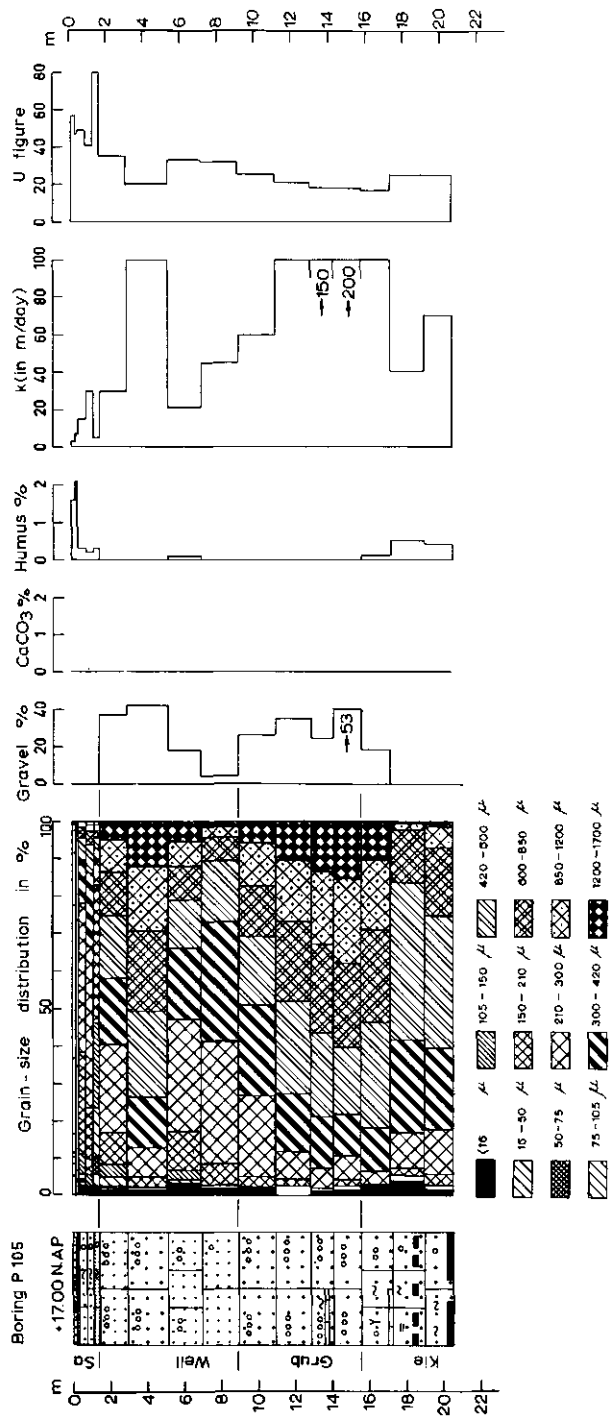 m
0 2 4 6 8 10 12 14 16 18 20 22
Sa
Well
Grub
Kie
Boring P 105
+17.00 N.A.P.
Grain-size distribution in %
0 50 100
Gravel %
0 20 40
53
CaCO3 %
0 1 2
Humus %
0 1 2
k (in m/day)
0 20 40 60 80 100
150
200
U figure
0 20 40 60 80
m
0 2 4 6 8 10 12 14 16 18 20 22
<16 μ
15-50 μ
50-75 μ
75-105 μ
105-150 μ
150-210 μ
210-300 μ
300-420 μ
420-600 μ
600-850 μ
850-1200 μ
1200-1700 μ